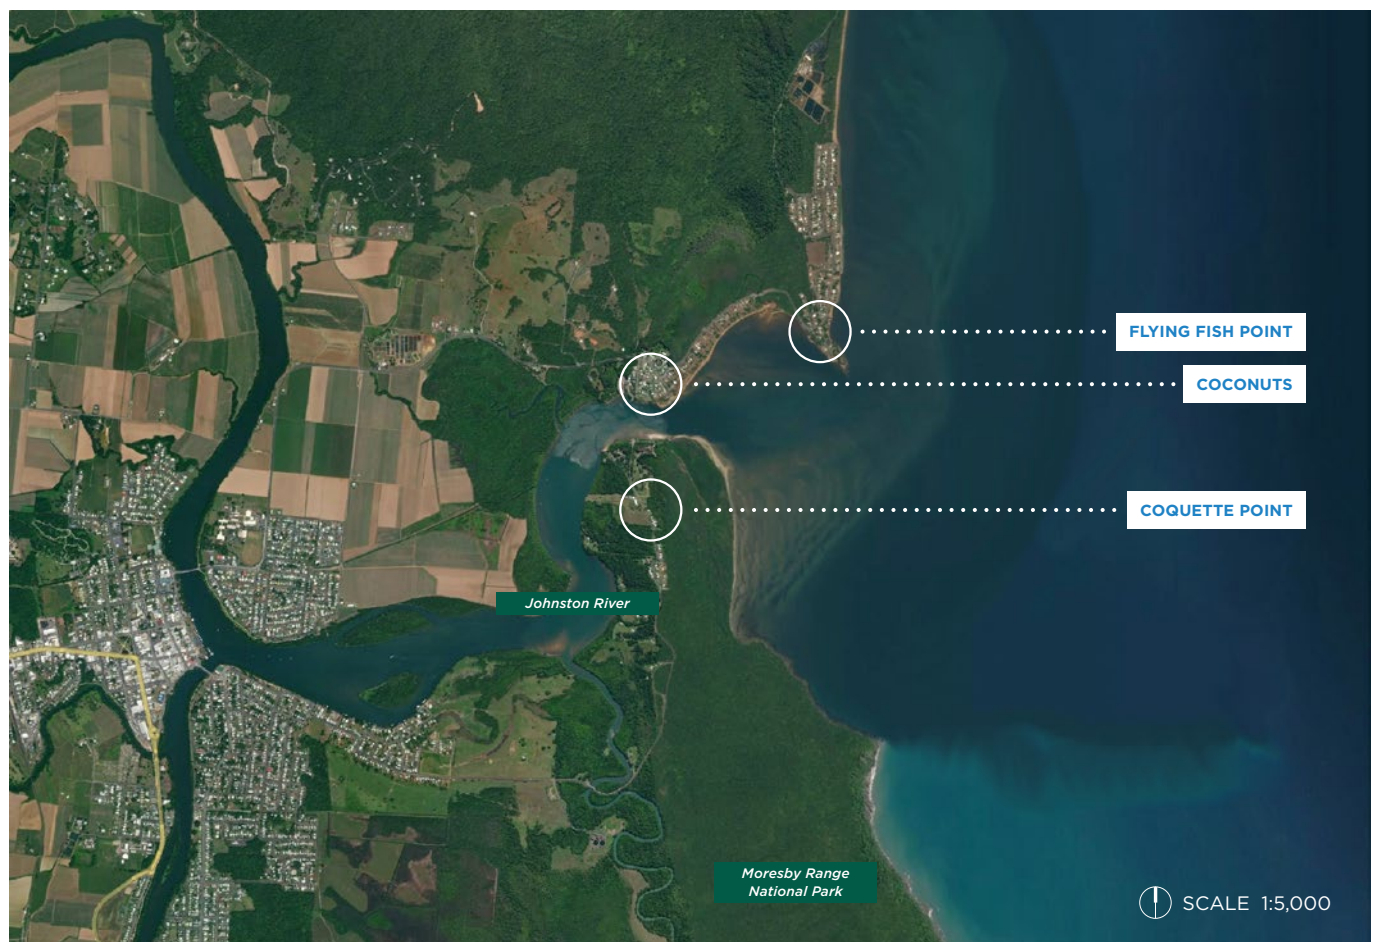 FLYING FISH POINT
COCONUTS
COQUETTE POINT
Johnston River
Moresby Range
National Park
SCALE 1:5,000